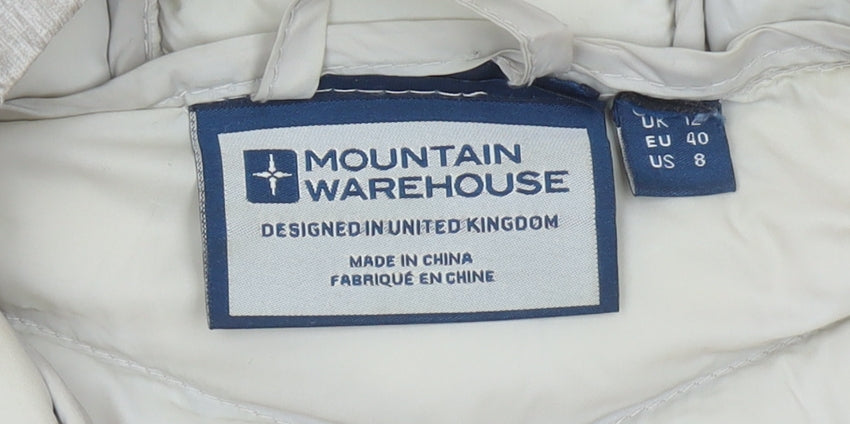 MOUNTAIN
WAREHOUSE
DESIGNED IN UNITED KINGDOM
MADE IN CHINA
FABRIQUÉ EN CHINE
UK 12
EU 40
US 8